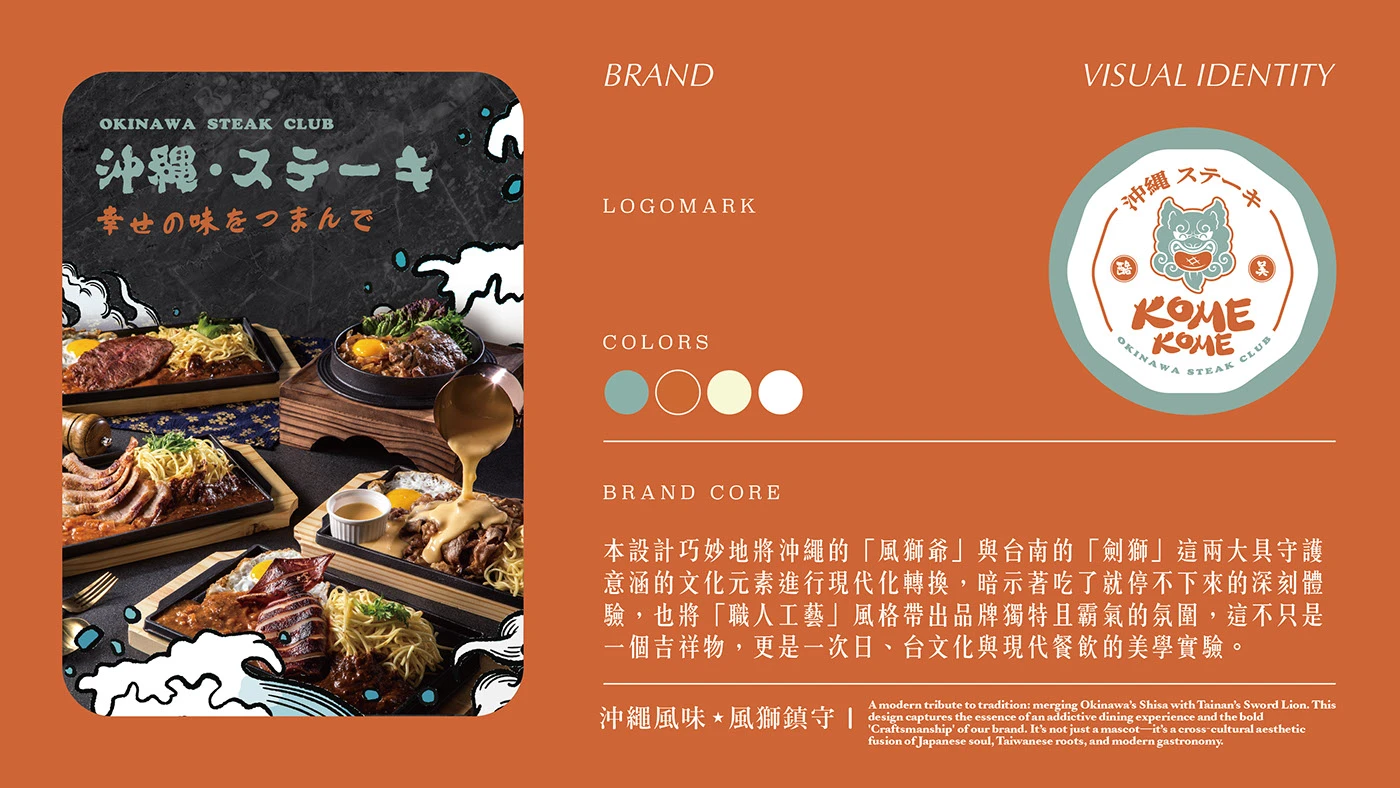 OKINAWA STEAK CLUB
沖縄・ステーキ
幸せの味をつまんで
BRAND
VISUAL IDENTITY
LOGOMARK
沖縄 ステーキ
酷
美
KOME
KOME
OKINAWA STEAK CLUB
COLORS
BRAND CORE
本設計巧妙地將沖繩的「風獅爺」與台南的「劍獅」這兩大具守護
意涵的文化元素進行現代化轉換，暗示著吃了就停不下來的深刻體
驗，也將「職人工藝」風格帶出品牌獨特且霸氣的氛圍，這不只是
一個吉祥物，更是一次日、台文化與現代餐飲的美學實驗。
沖繩風味★風獅鎮守
A modern tribute to tradition: merging Okinawa's Shisa with Tainan's Sword Lion. This
design captures the essence of an addictive dining experience and the bold
'Craftsmanship' of our brand. It's not just a mascot—it's a cross-cultural aesthetic
fusion of Japanese soul, Taiwanese roots, and modern gastronomy.